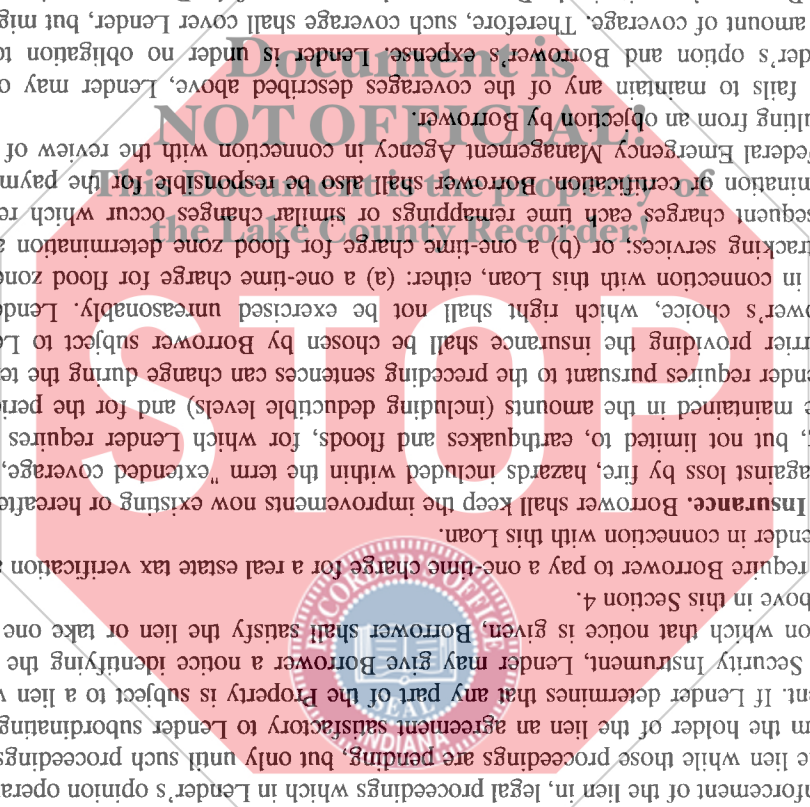 nforcement of the lien in, legal proceedings which in Lender's opinion opera
e lien while those proceedings are pending, but only until such proceedings
m the holder of the lien an agreement satisfactory to Lender subordinating
nt. If Lender determines that any part of the Property is subject to a lien
Security Instrument, Lender may give Borrower a notice identifying the
on which that notice is given, Borrower shall satisfy the lien or take one
bove in this Section 4.
require Borrower to pay a one-time charge for a real estate tax verification
ender in connection with this Loan.
Insurance. Borrower shall keep the improvements now existing or hereafte
against loss by fire, hazards included within the term "extended coverage,
, but not limited to, earthquakes and floods, for which Lender requires
e maintained in the amounts (including deductible levels) and for the peri
ender requires pursuant to the preceding sentences can change during the te
rrier providing the insurance shall be chosen by Borrower subject to Le
ower's choice, which right shall not be exercised unreasonably. Lend
in connection with this Loan, either: (a) a one-time charge for flood zon
tracking services; or (b) a one-time charge for flood zone determination a
sequent charges each time remappings or similar changes occur which re
mination or certification. Borrower shall also be responsible for the paym
ederal Emergency Management Agency in connection with the review of
ulting from an objection by Borrower.
fails to maintain any of the coverages described above, Lender may o
der's option and Borrower's expense. Lender is under no obligation to
amount of coverage. Therefore, such coverage shall cover Lender, but mig
Document is
NOT OFFICIAL!
This Document is the property of
the Lake County Recorder!
STOP
RECORDER'S OFFICE
SEAL
INDIANA